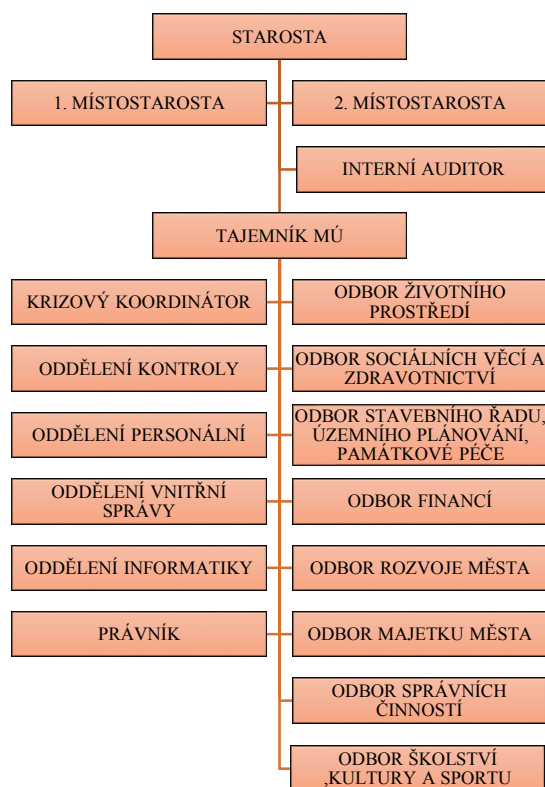 STAROSTA
1. MÍSTOSTAROSTA
2. MÍSTOSTAROSTA
INTERNÍ AUDITOR
TAJEMNÍK MÚ
KRIZOVÝ KOORDINÁTOR
ODBOR ŽIVOTNÍHO
PROSTŘEDÍ
ODDĚLENÍ KONTROLY
ODBOR SOCIÁLNÍCH VĚCÍ A
ZDRAVOTNICTVÍ
ODDĚLENÍ PERSONÁLNÍ
ODBOR STAVEBNÍHO ŘADU,
ÚZEMNÍHO PLÁNOVÁNÍ,
PAMÁTKOVÉ PÉČE
ODDĚLENÍ VNITŘNÍ
SPRÁVY
ODBOR FINANCÍ
ODDĚLENÍ INFORMATIKY
ODBOR ROZVOJE MĚSTA
PRÁVNÍK
ODBOR MAJETKU MĚSTA
ODBOR SPRÁVNÍCH
ČINNOSTÍ
ODBOR ŠKOLSTVÍ
,KULTURY A SPORTU